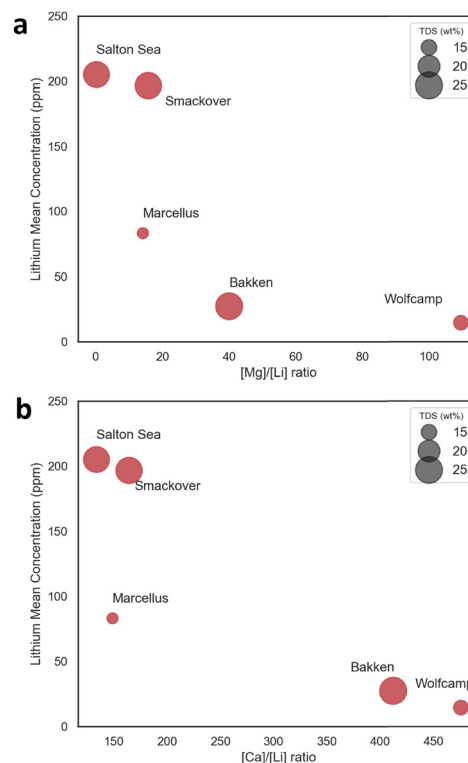 a
250
200
150
100
50
0
Lithium Mean Concentration (ppm)
Salton Sea
Smackover
Marcellus
Bakken
Wolfcamp
TDS (wt%)
15
20
25
0 20 40 60 80 100
[Mg]/[Li] ratio
b
250
200
150
100
50
0
Lithium Mean Concentration (ppm)
Salton Sea
Smackover
Marcellus
Bakken
Wolfcamp
TDS (wt%)
15
20
25
150 200 250 300 350 400 450
[Ca]/[Li] ratio